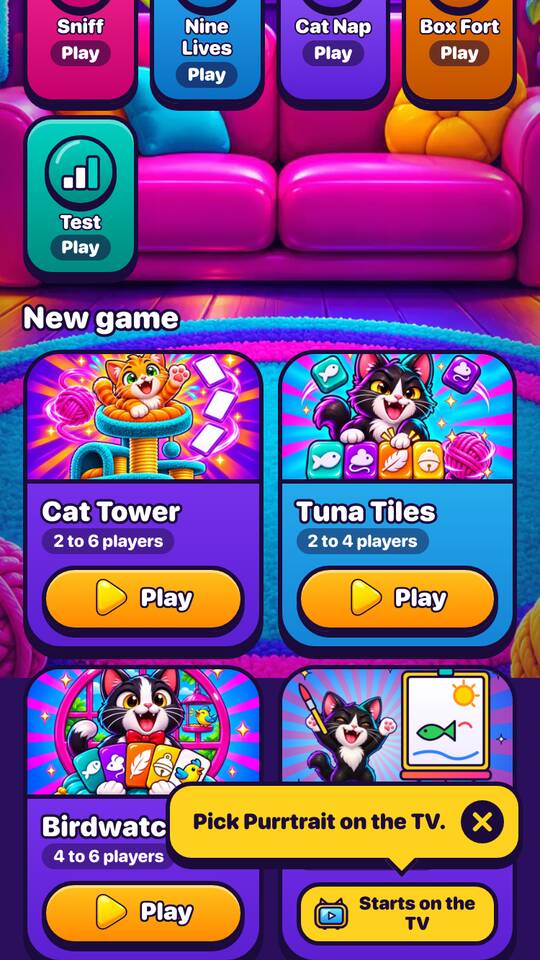 Sniff
Play
Nine
Lives
Play
Cat Nap
Play
Box Fort
Play
Test
Play
New game
Cat Tower
2 to 6 players
Play
Tuna Tiles
2 to 4 players
Play
Birdwatc
4 to 6 players
Play
Pick Purrtrait on the TV.
Starts on the
TV